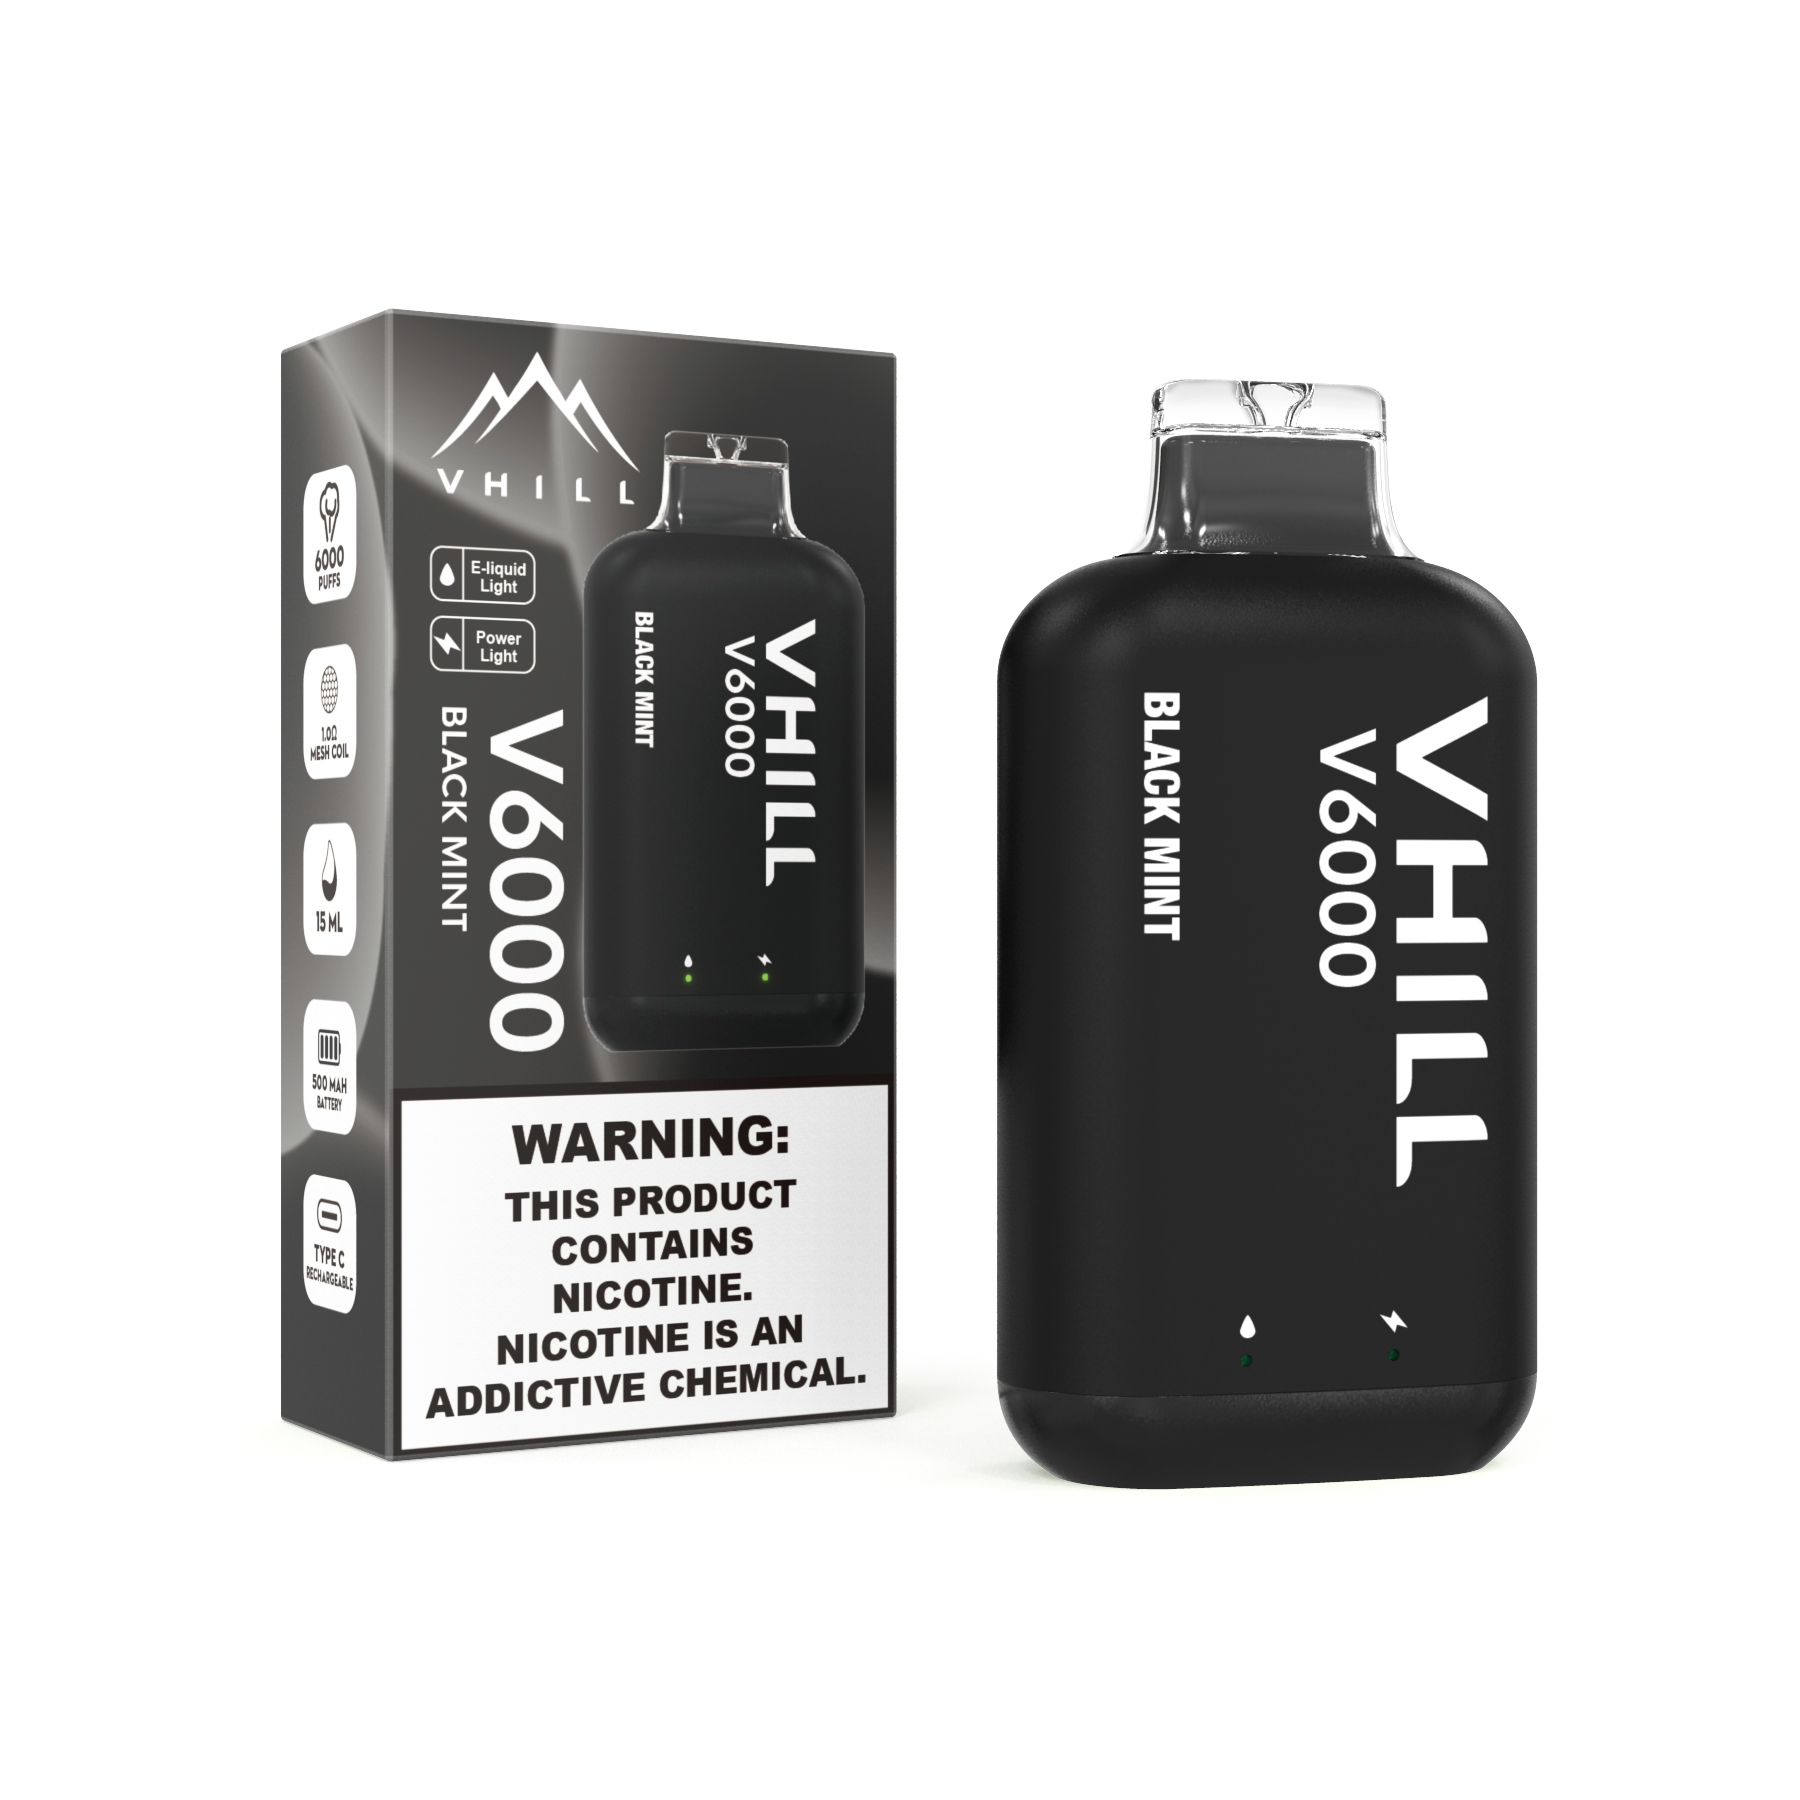 6000
PUFFS
1.0Ω
MESH COIL
15 ML
500 MAH
BATTERY
TYPE C
RECHARGEABLE
VHILL
E-liquid
Light
Power
Light
V6000
BLACK MINT
VHILL
V6000
BLACK MINT
WARNING:
THIS PRODUCT
CONTAINS
NICOTINE.
NICOTINE IS AN
ADDICTIVE CHEMICAL.
VHILL
V6000
BLACK MINT